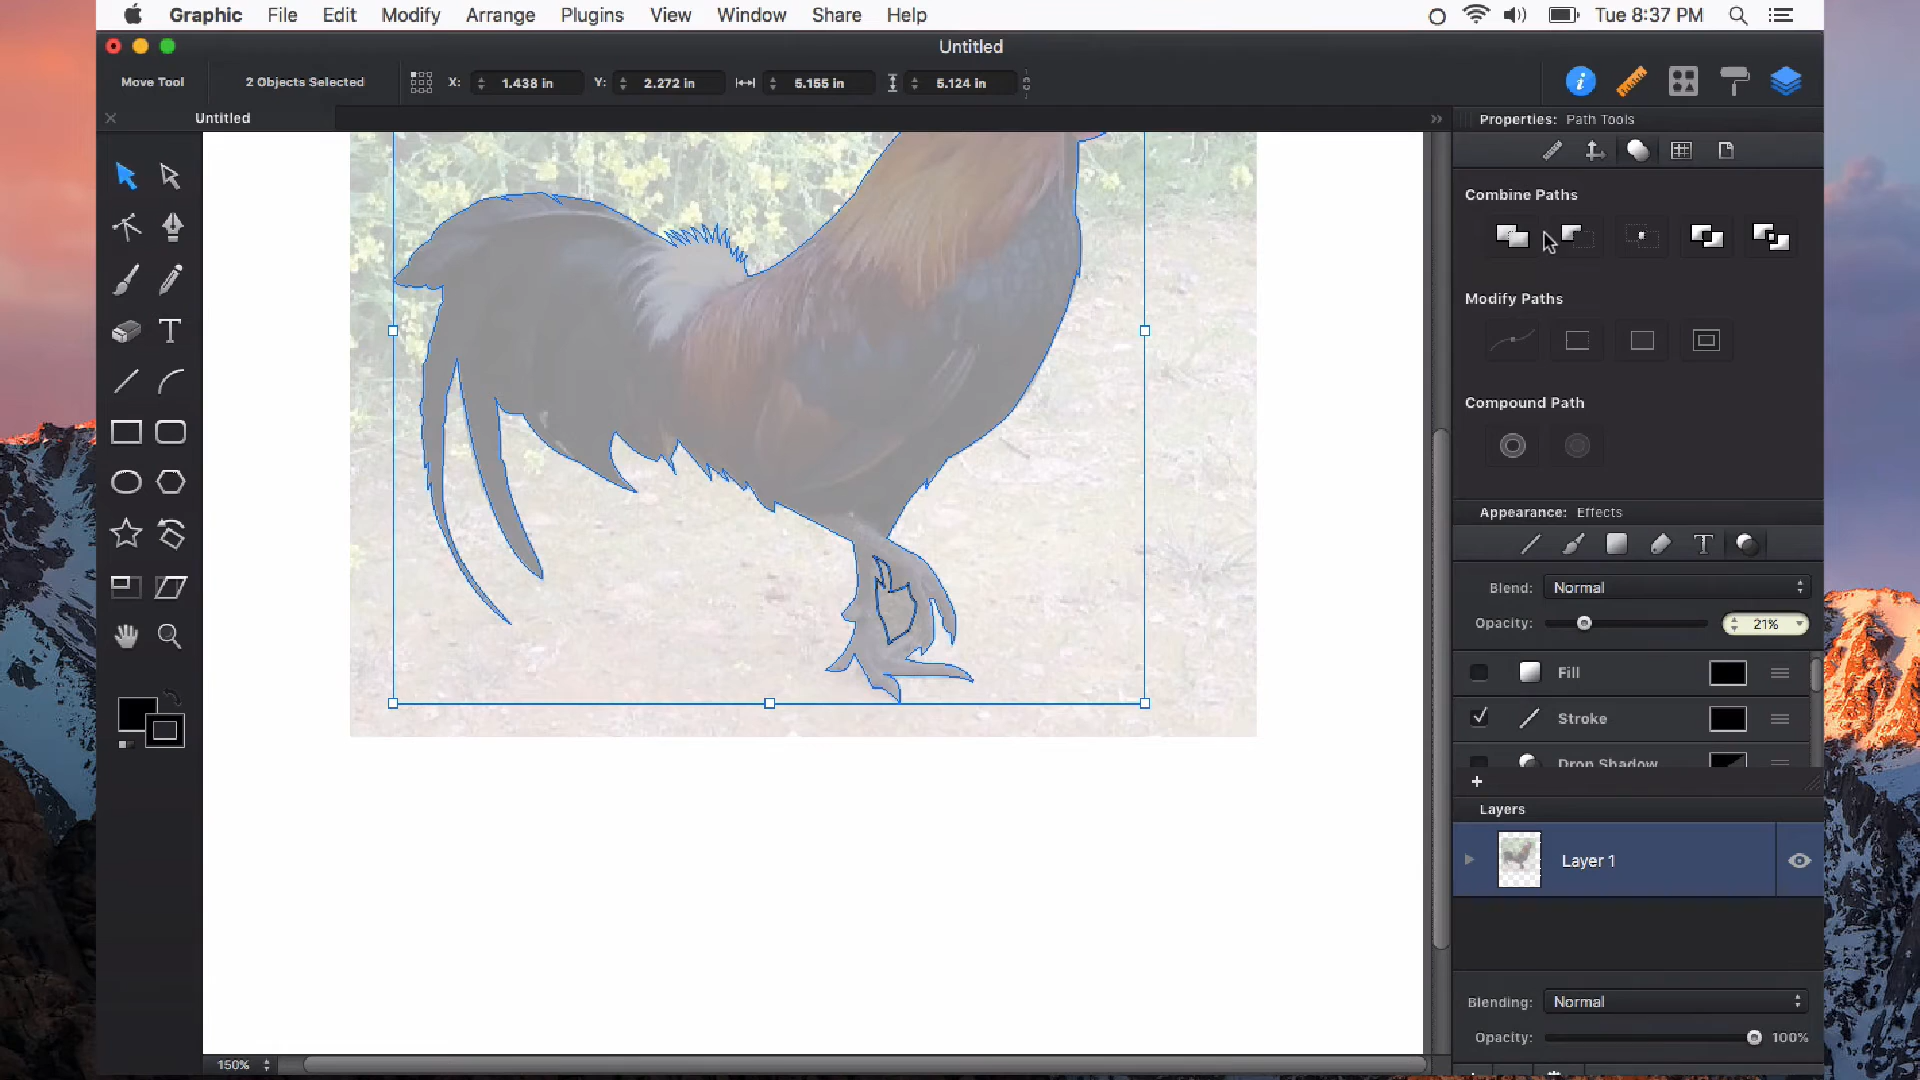 Graphic File Edit Modify Arrange Plugins View Window Share Help Tue 8:37 PM
Untitled
Move Tool 2 Objects Selected X: 1.438 in Y: 2.272 in 5.155 in 5.124 in
Untitled
Properties: Path Tools
Combine Paths
Modify Paths
Compound Path
Appearance: Effects
Blend: Normal
Opacity: 21%
Fill
Stroke
Drop Shadow
Layers
Layer 1
Blending: Normal
Opacity: 100%
150%